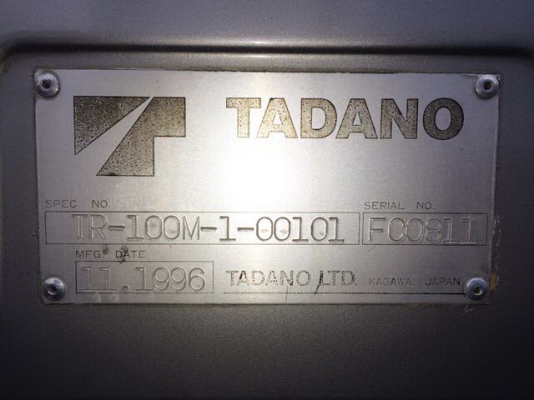 TADANO
SPEC NO. SERIAL NO.
TR-100M-1-00101 FC0811
MFG DATE
11.1996 TADANO LTD. KAGAWA, JAPAN